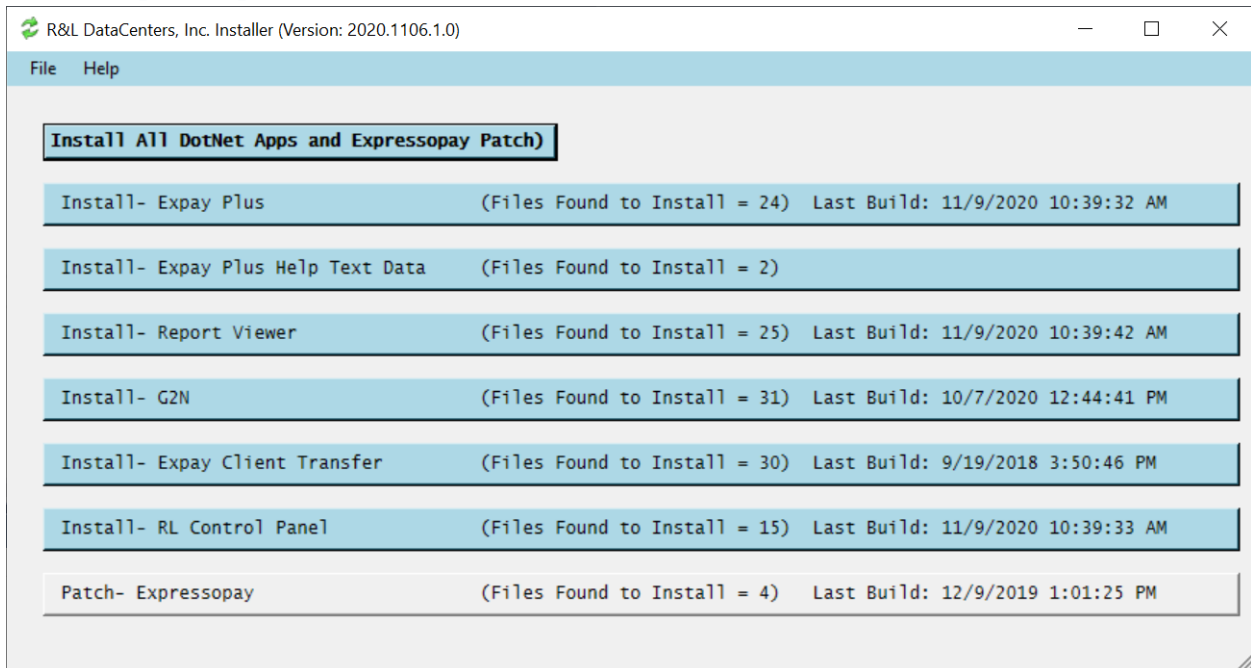 R&L DataCenters, Inc. Installer (Version: 2020.1106.1.0)
File Help
Install All DotNet Apps and Expressopay Patch)
Install- Expay Plus (Files Found to Install = 24) Last Build: 11/9/2020 10:39:32 AM
Install- Expay Plus Help Text Data (Files Found to Install = 2)
Install- Report Viewer (Files Found to Install = 25) Last Build: 11/9/2020 10:39:42 AM
Install- G2N (Files Found to Install = 31) Last Build: 10/7/2020 12:44:41 PM
Install- Expay Client Transfer (Files Found to Install = 30) Last Build: 9/19/2018 3:50:46 PM
Install- RL Control Panel (Files Found to Install = 15) Last Build: 11/9/2020 10:39:33 AM
Patch- Expressopay (Files Found to Install = 4) Last Build: 12/9/2019 1:01:25 PM